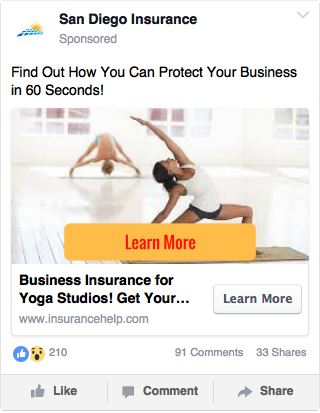 San Diego Insurance
Sponsored
Find Out How You Can Protect Your Business
in 60 Seconds!
Learn More
Business Insurance for
Yoga Studios! Get Your...
Learn More
www.insurancehelp.com
210
91 Comments 33 Shares
Like Comment Share